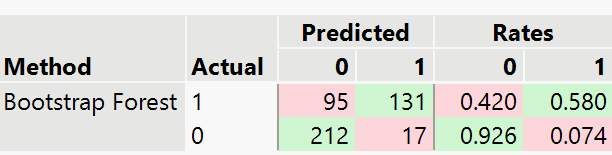 Predicted Rates
Method Actual 0 1 0 1
Bootstrap Forest 1 95 131 0.420 0.580
0 212 17 0.926 0.074